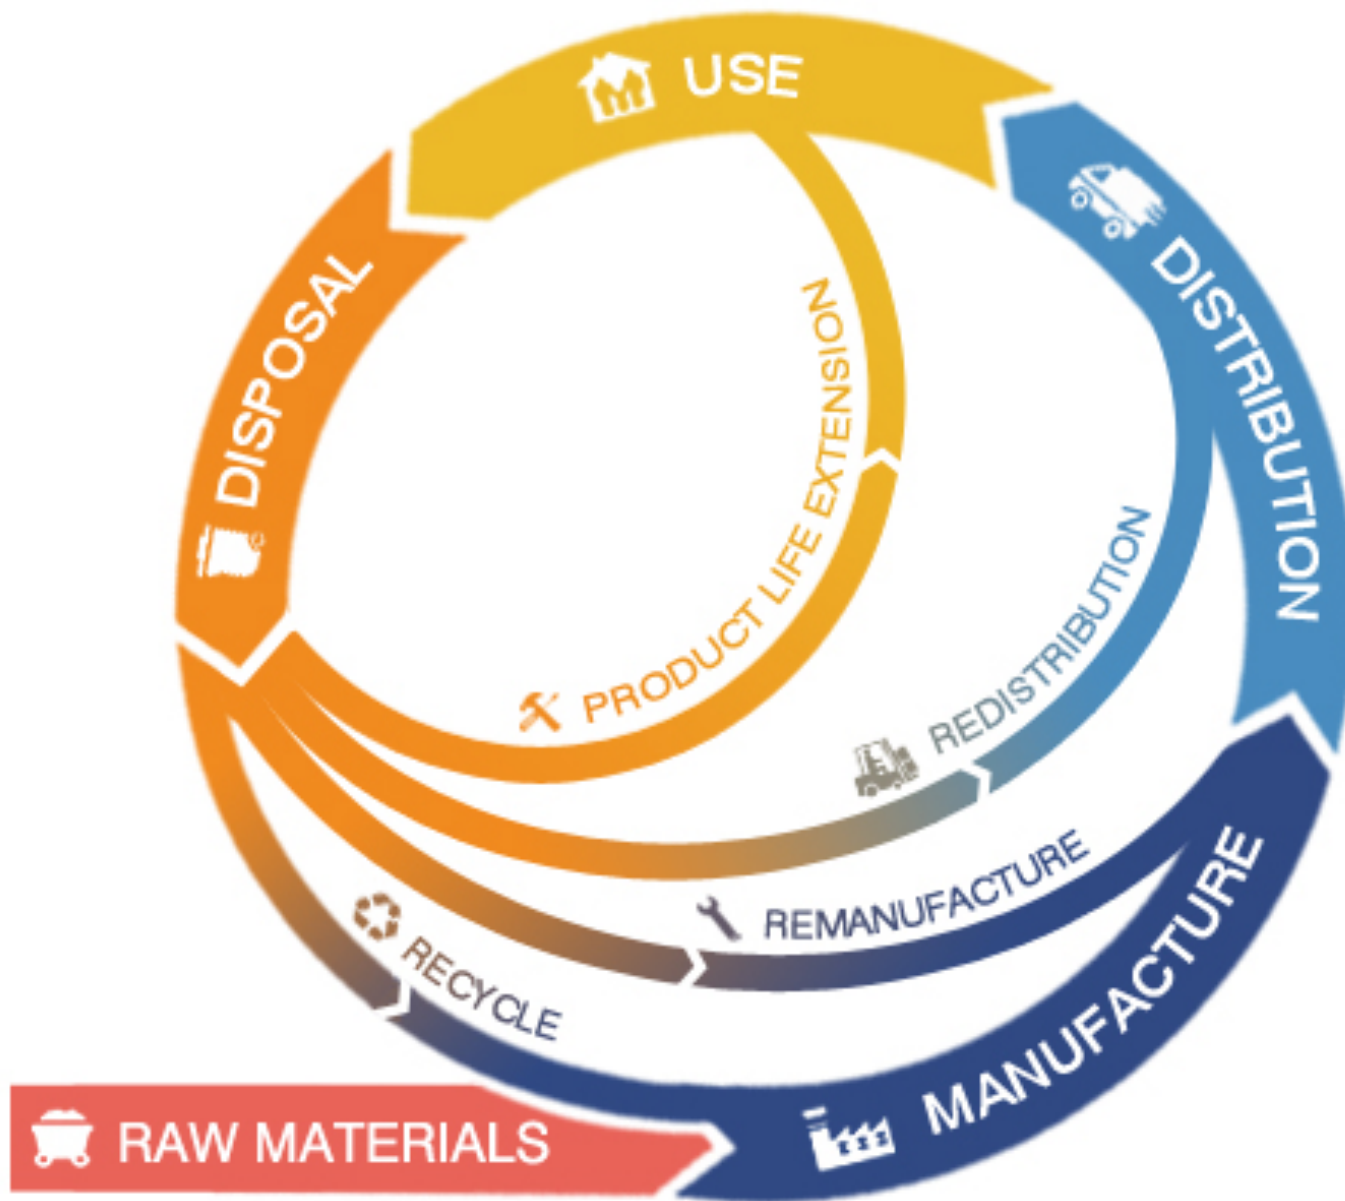 USE
DISTRIBUTION
DISPOSAL
PRODUCT LIFE EXTENSION
REDISTRIBUTION
REMANUFACTURE
RECYCLE
MANUFACTURE
RAW MATERIALS